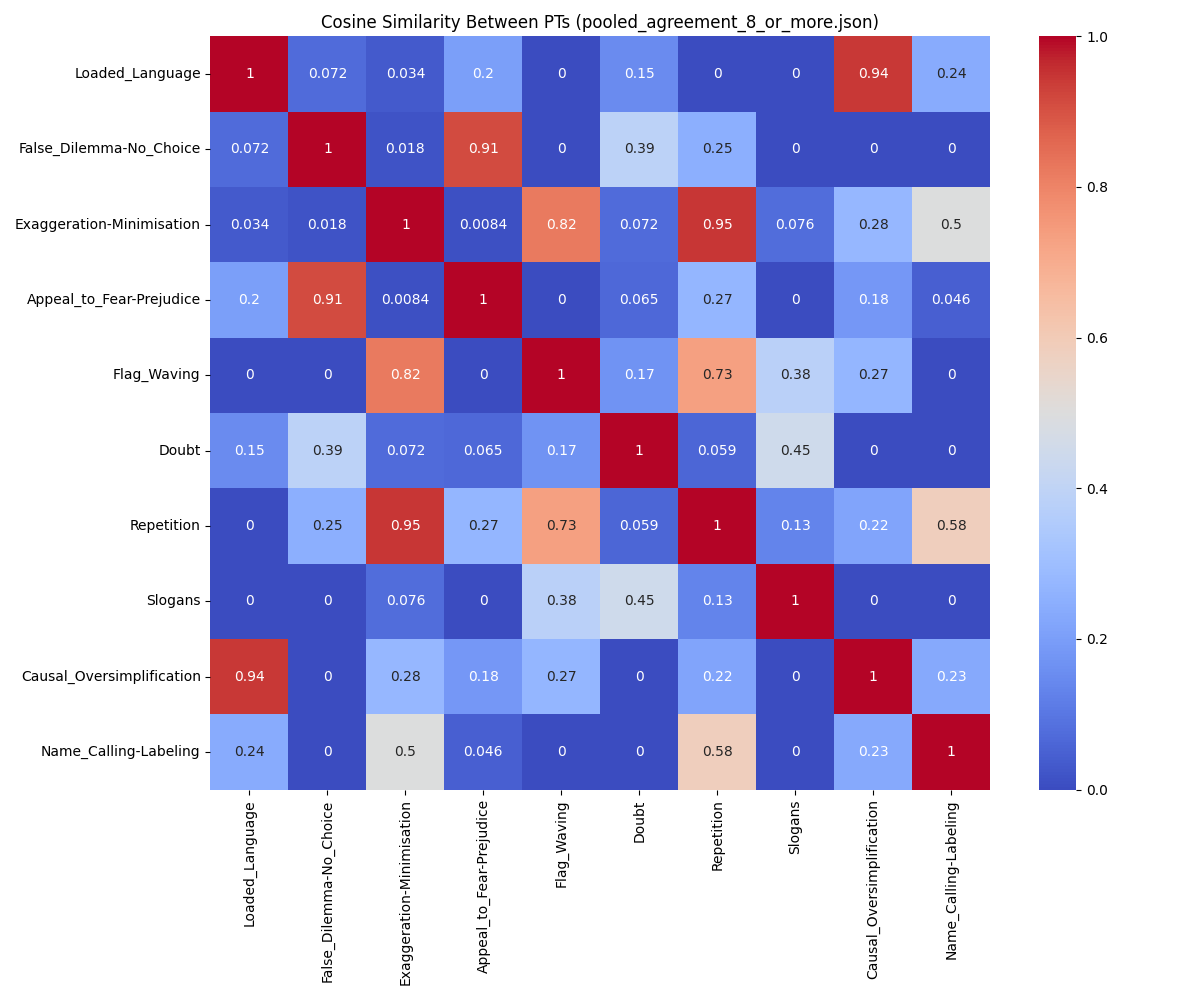 Cosine Similarity Between PTs (pooled_agreement_8_or_more.json)
Loaded_Language 1 0.072 0.034 0.2 0 0.15 0 0 0.94 0.24
False_Dilemma-No_Choice 0.072 1 0.018 0.91 0 0.39 0.25 0 0 0
Exaggeration-Minimisation 0.034 0.018 1 0.0084 0.82 0.072 0.95 0.076 0.28 0.5
Appeal_to_Fear-Prejudice 0.2 0.91 0.0084 1 0 0.065 0.27 0 0.18 0.046
Flag_Waving 0 0 0.82 0 1 0.17 0.73 0.38 0.27 0
Doubt 0.15 0.39 0.072 0.065 0.17 1 0.059 0.45 0 0
Repetition 0 0.25 0.95 0.27 0.73 0.059 1 0.13 0.22 0.58
Slogans 0 0 0.076 0 0.38 0.45 0.13 1 0 0
Causal_Oversimplification 0.94 0 0.28 0.18 0.27 0 0.22 0 1 0.23
Name_Calling-Labeling 0.24 0 0.5 0.046 0 0 0.58 0 0.23 1
Loaded_Language
False_Dilemma-No_Choice
Exaggeration-Minimisation
Appeal_to_Fear-Prejudice
Flag_Waving
Doubt
Repetition
Slogans
Causal_Oversimplification
Name_Calling-Labeling
1.0
0.8
0.6
0.4
0.2
0.0